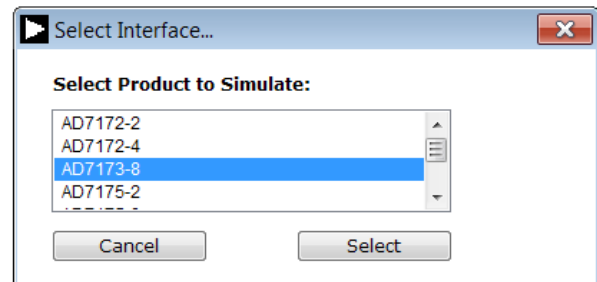 Select Interface...
Select Product to Simulate:
AD7172-2
AD7172-4
AD7173-8
AD7175-2
Cancel Select